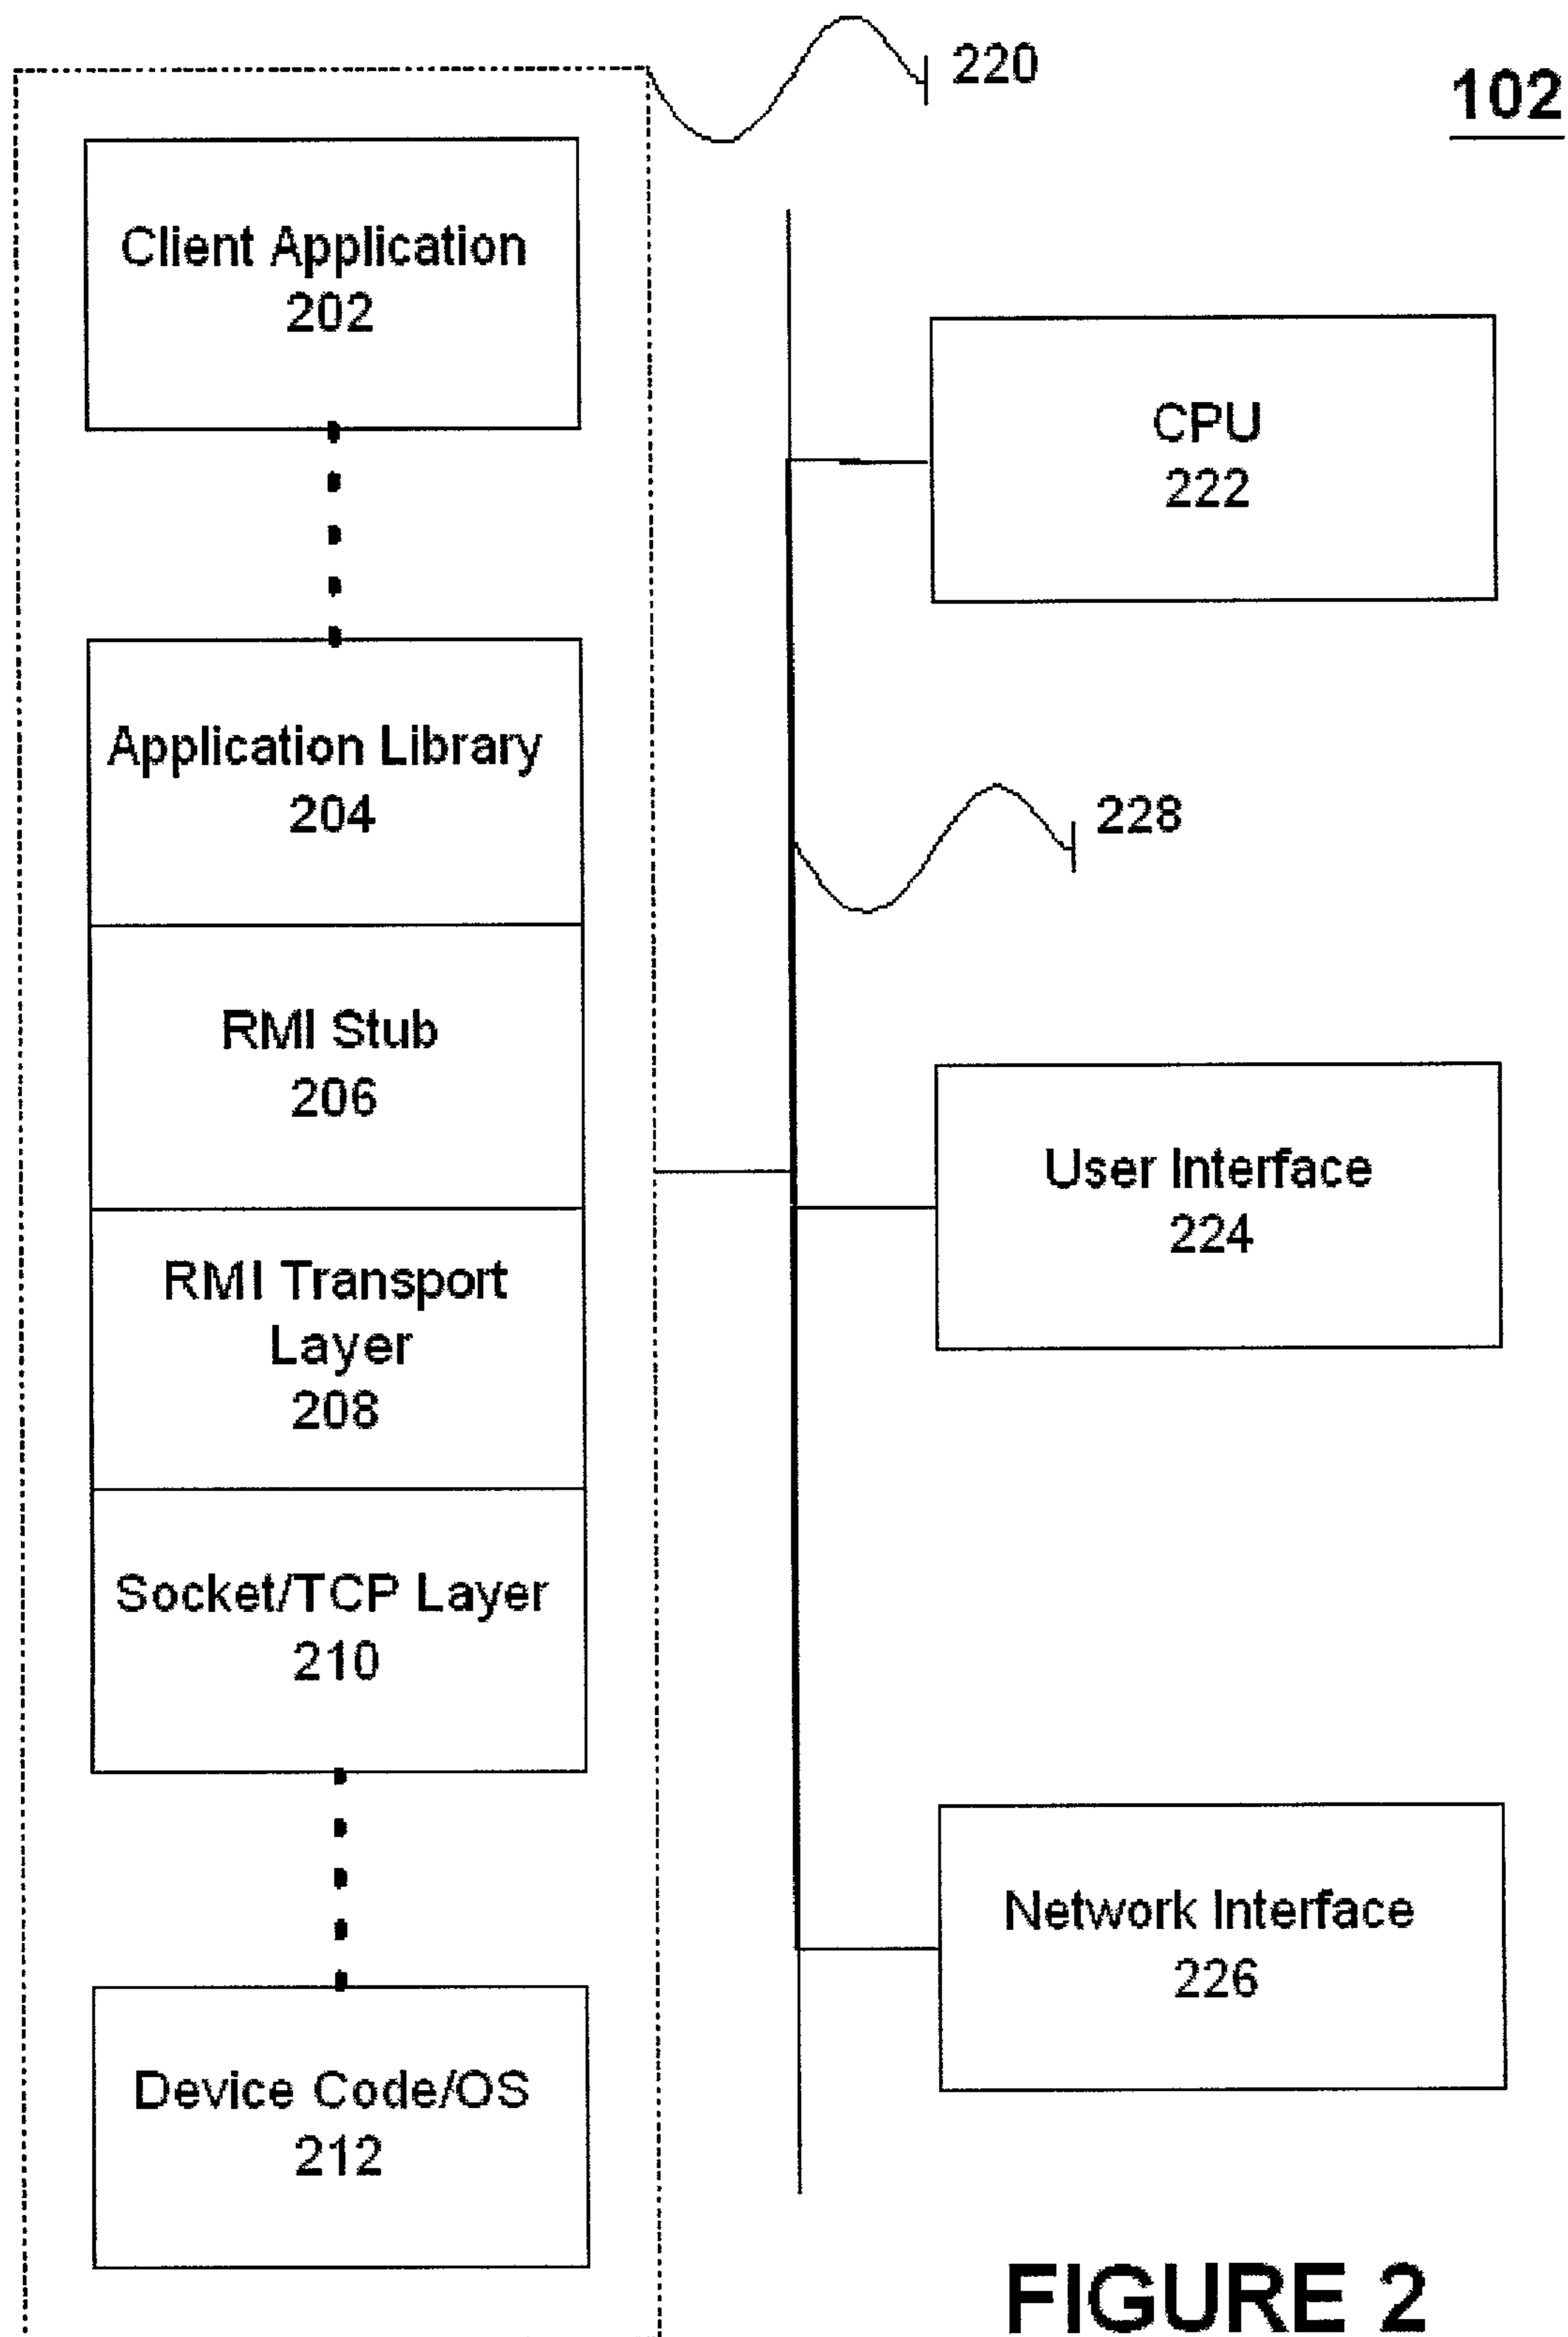 220
102
Client Application
202
CPU
222
Application Library
204
228
RMI Stub
206
User Interface
224
RMI Transport
Layer
208
Socket/TCP Layer
210
Network Interface
226
Device Code/OS
212
FIGURE 2